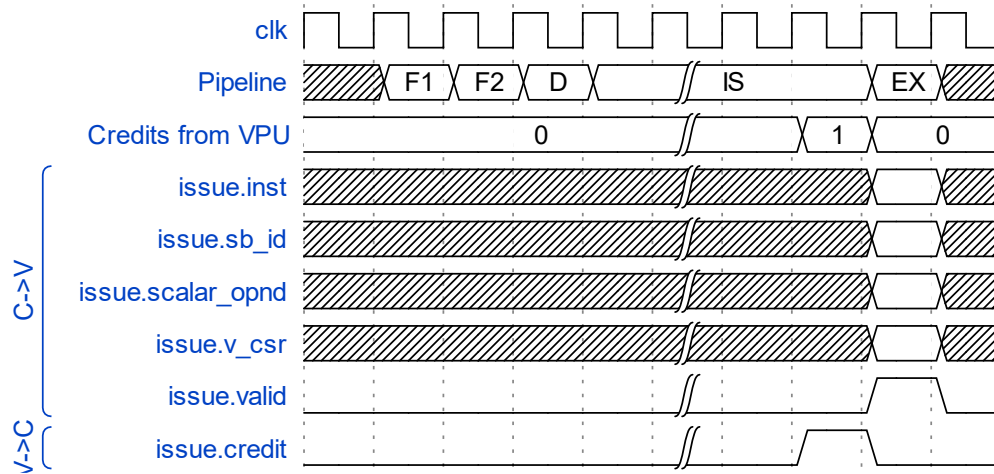 clk
Pipeline F1 F2 D IS EX
Credits from VPU 0 1 0
C->V
issue.inst
issue.sb_id
issue.scalar_opnd
issue.v_csr
issue.valid
V->C
issue.credit